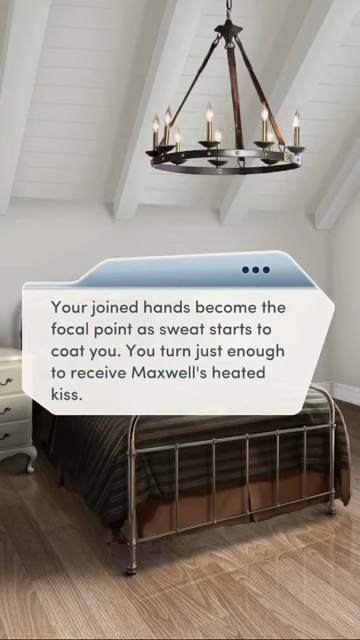 Your joined hands become the
focal point as sweat starts to
coat you. You turn just enough
to receive Maxwell's heated
kiss.